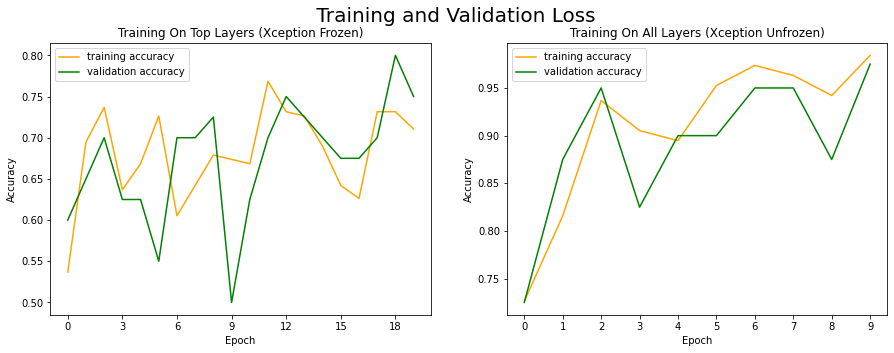 Training and Validation Loss
Training On Top Layers (Xception Frozen)
training accuracy
validation accuracy
0.80
0.75
0.70
0.65
0.60
0.55
0.50
Accuracy
0 3 6 9 12 15 18
Epoch
Training On All Layers (Xception Unfrozen)
training accuracy
validation accuracy
0.95
0.90
0.85
0.80
0.75
Accuracy
0 1 2 3 4 5 6 7 8 9
Epoch